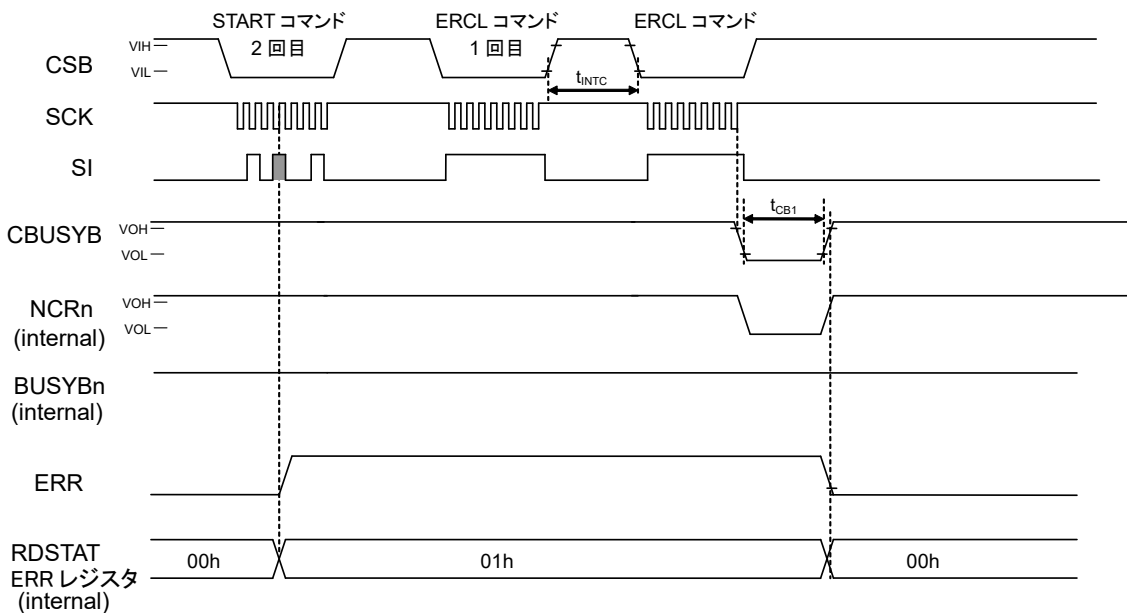 START コマンド
2 回目
ERCL コマンド
1 回目
ERCL コマンド
CSB
VIH
VIL
tINTC
SCK
SI
CBUSYB
VOH
VOL
tCB1
NCRn
(internal)
VOH
VOL
BUSYBn
(internal)
ERR
RDSTAT
ERR レジスタ
(internal)
00h
01h
00h